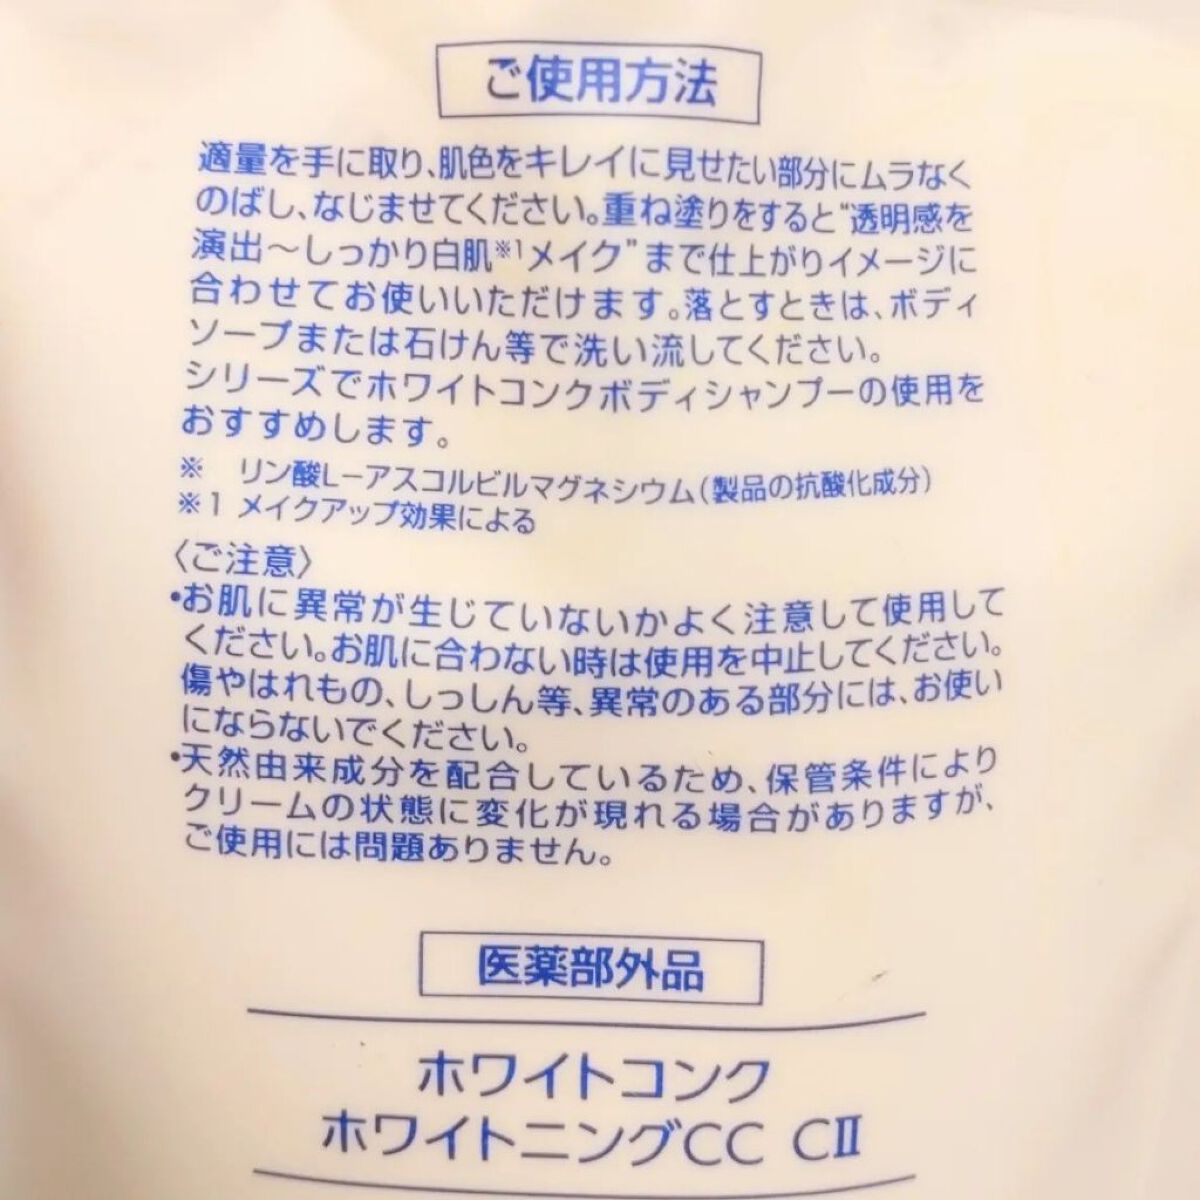 ご使用方法
適量を手に取り、肌色をキレイに見せたい部分にムラなく
のばし、なじませてください。重ね塗りをすると“透明感を
演出～しっかり白肌※1メイク”まで仕上がりイメージに
合わせてお使いいただけます。落とすときは、ボディ
ソープまたは石けん等で洗い流してください。
シリーズでホワイトコンクボディシャンプーの使用を
おすすめします。
※ リン酸L－アスコルビルマグネシウム(製品の抗酸化成分)
※1 メイクアップ効果による
〈ご注意〉
•お肌に異常が生じていないかよく注意して使用して
ください。お肌に合わない時は使用を中止してください。
傷やはれもの、しっしん等、異常のある部分には、お使い
にならないでください。
•天然由来成分を配合しているため、保管条件により
クリームの状態に変化が現れる場合がありますが、
ご使用には問題ありません。
医薬部外品
ホワイトコンク
ホワイトニングCC CⅡ